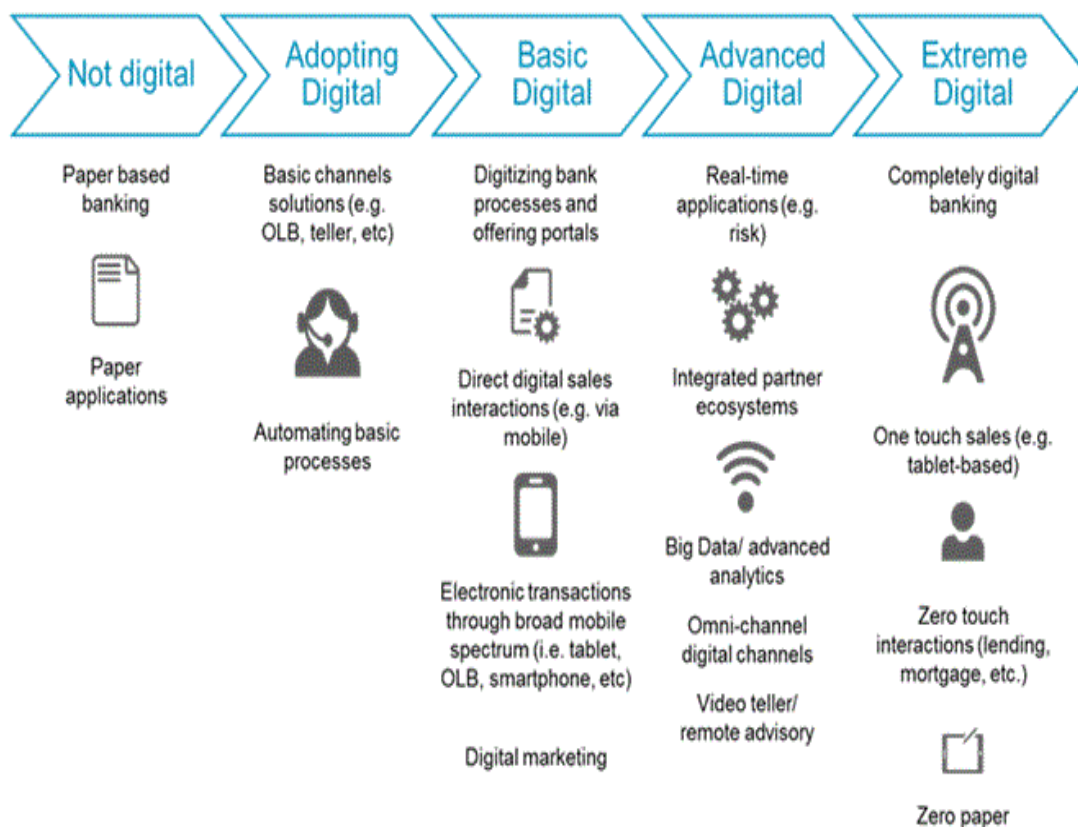 Not digital
Adopting
Digital
Basic
Digital
Advanced
Digital
Extreme
Digital
Paper based
banking
Paper
applications
Basic channels
solutions (e.g.
OLB, teller, etc)
Automating basic
processes
Digitizing bank
processes and
offering portals
Direct digital sales
interactions (e.g. via
mobile)
Electronic transactions
through broad mobile
spectrum (i.e. tablet,
OLB, smartphone, etc)
Digital marketing
Real-time
applications (e.g.
risk)
Integrated partner
ecosystems
Big Data/ advanced
analytics
Omni-channel
digital channels
Video teller/
remote advisory
Completely digital
banking
One touch sales (e.g.
tablet-based)
Zero touch
interactions (lending,
mortgage, etc.)
Zero paper